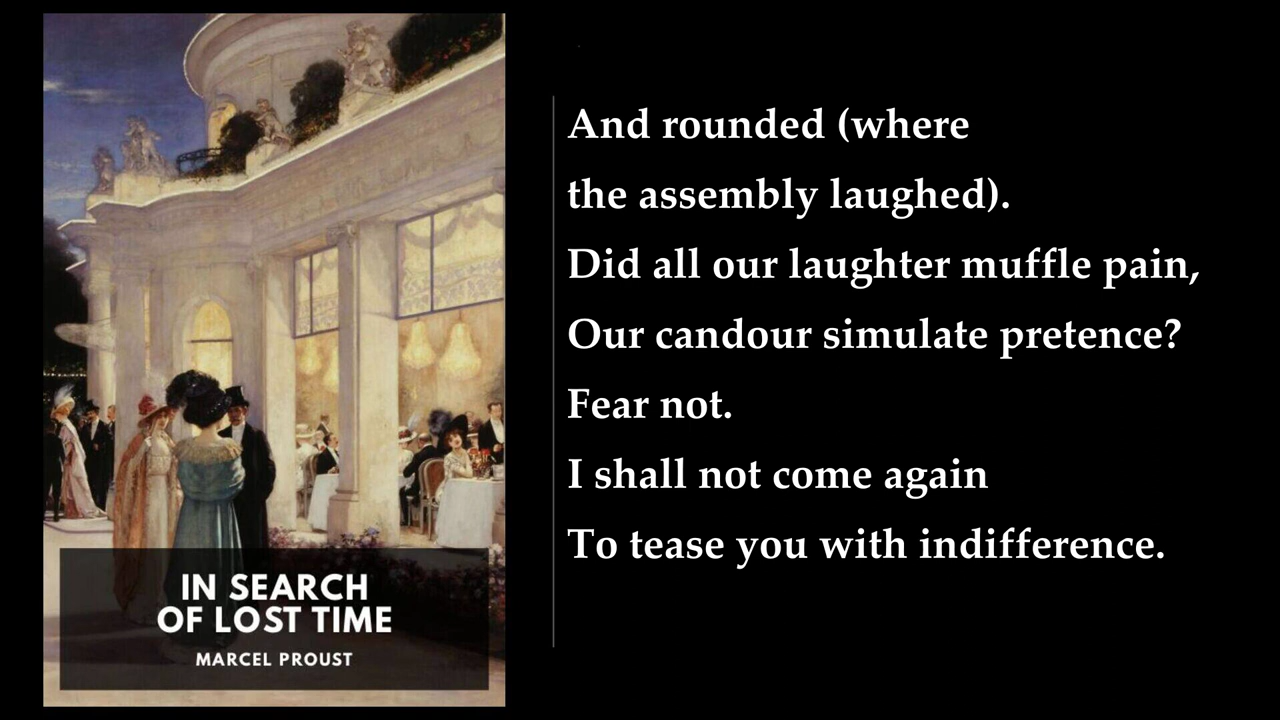 IN SEARCH
OF LOST TIME
MARCEL PROUST
And rounded (where
the assembly laughed).
Did all our laughter muffle pain,
Our candour simulate pretence?
Fear not.
I shall not come again
To tease you with indifference.